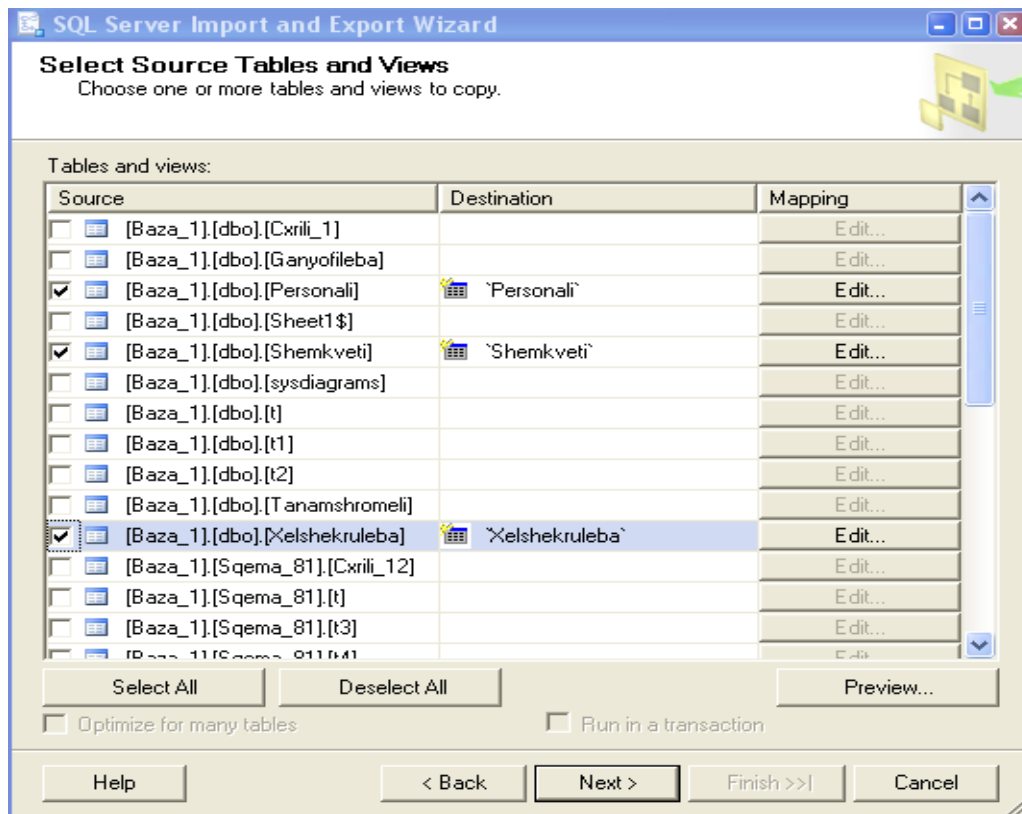 SQL Server Import and Export Wizard
Select Source Tables and Views
Choose one or more tables and views to copy.
Tables and views:
Source Destination Mapping
[Baza_1].[dbo].[Cxrili_1] Edit...
[Baza_1].[dbo].[Ganyofileba] Edit...
[Baza_1].[dbo].[Personali] `Personali` Edit...
[Baza_1].[dbo].[Sheet1$] Edit...
[Baza_1].[dbo].[Shemkveti] `Shemkveti` Edit...
[Baza_1].[dbo].[sysdiagrams] Edit...
[Baza_1].[dbo].[t] Edit...
[Baza_1].[dbo].[t1] Edit...
[Baza_1].[dbo].[t2] Edit...
[Baza_1].[dbo].[Tanamshromeli] Edit...
[Baza_1].[dbo].[Xelshekruleba] `Xelshekruleba` Edit...
[Baza_1].[Sqema_81].[Cxrili_12] Edit...
[Baza_1].[Sqema_81].[t] Edit...
[Baza_1].[Sqema_81].[t3] Edit...
[Baza_1].[Sqema_81].[t4] Edit...
Select All Deselect All Preview...
Optimize for many tables Run in a transaction
Help < Back Next > Finish >>| Cancel